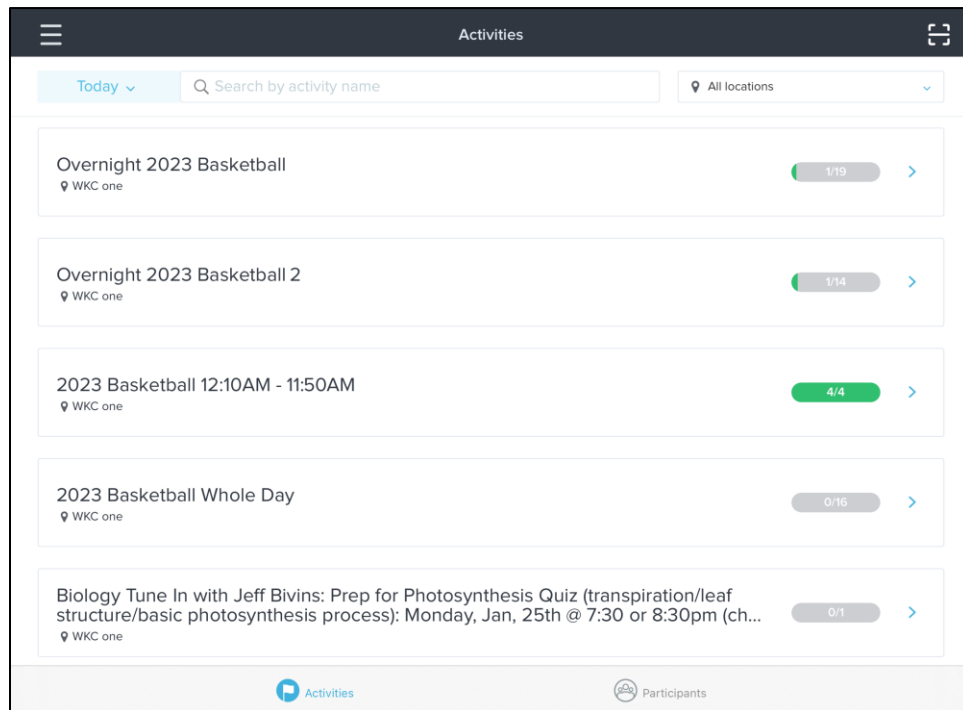 Activities
Today
Search by activity name
All locations
Overnight 2023 Basketball
WKC one
1/19
Overnight 2023 Basketball 2
WKC one
1/14
2023 Basketball 12:10AM - 11:50AM
WKC one
4/4
2023 Basketball Whole Day
WKC one
0/16
Biology Tune In with Jeff Bivins: Prep for Photosynthesis Quiz (transpiration/leaf
structure/basic photosynthesis process): Monday, Jan, 25th @ 7:30 or 8:30pm (ch...
WKC one
0/1
Activities
Participants